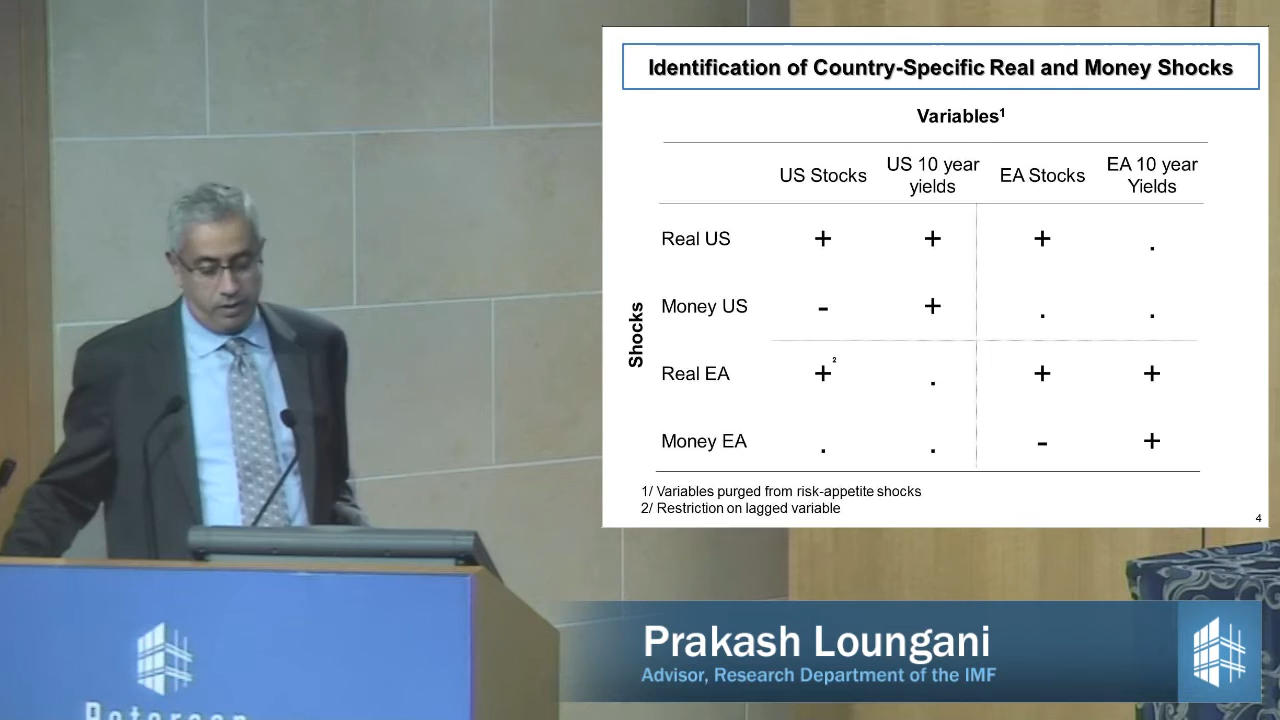 Identification of Country-Specific Real and Money Shocks
Variables¹
US Stocks US 10 year yields EA Stocks EA 10 year Yields
Shocks
Real US + + + .
Money US - + . .
Real EA +² . + +
Money EA . . - +
1/ Variables purged from risk-appetite shocks
2/ Restriction on lagged variable
4
Prakash Loungani
Advisor, Research Department of the IMF